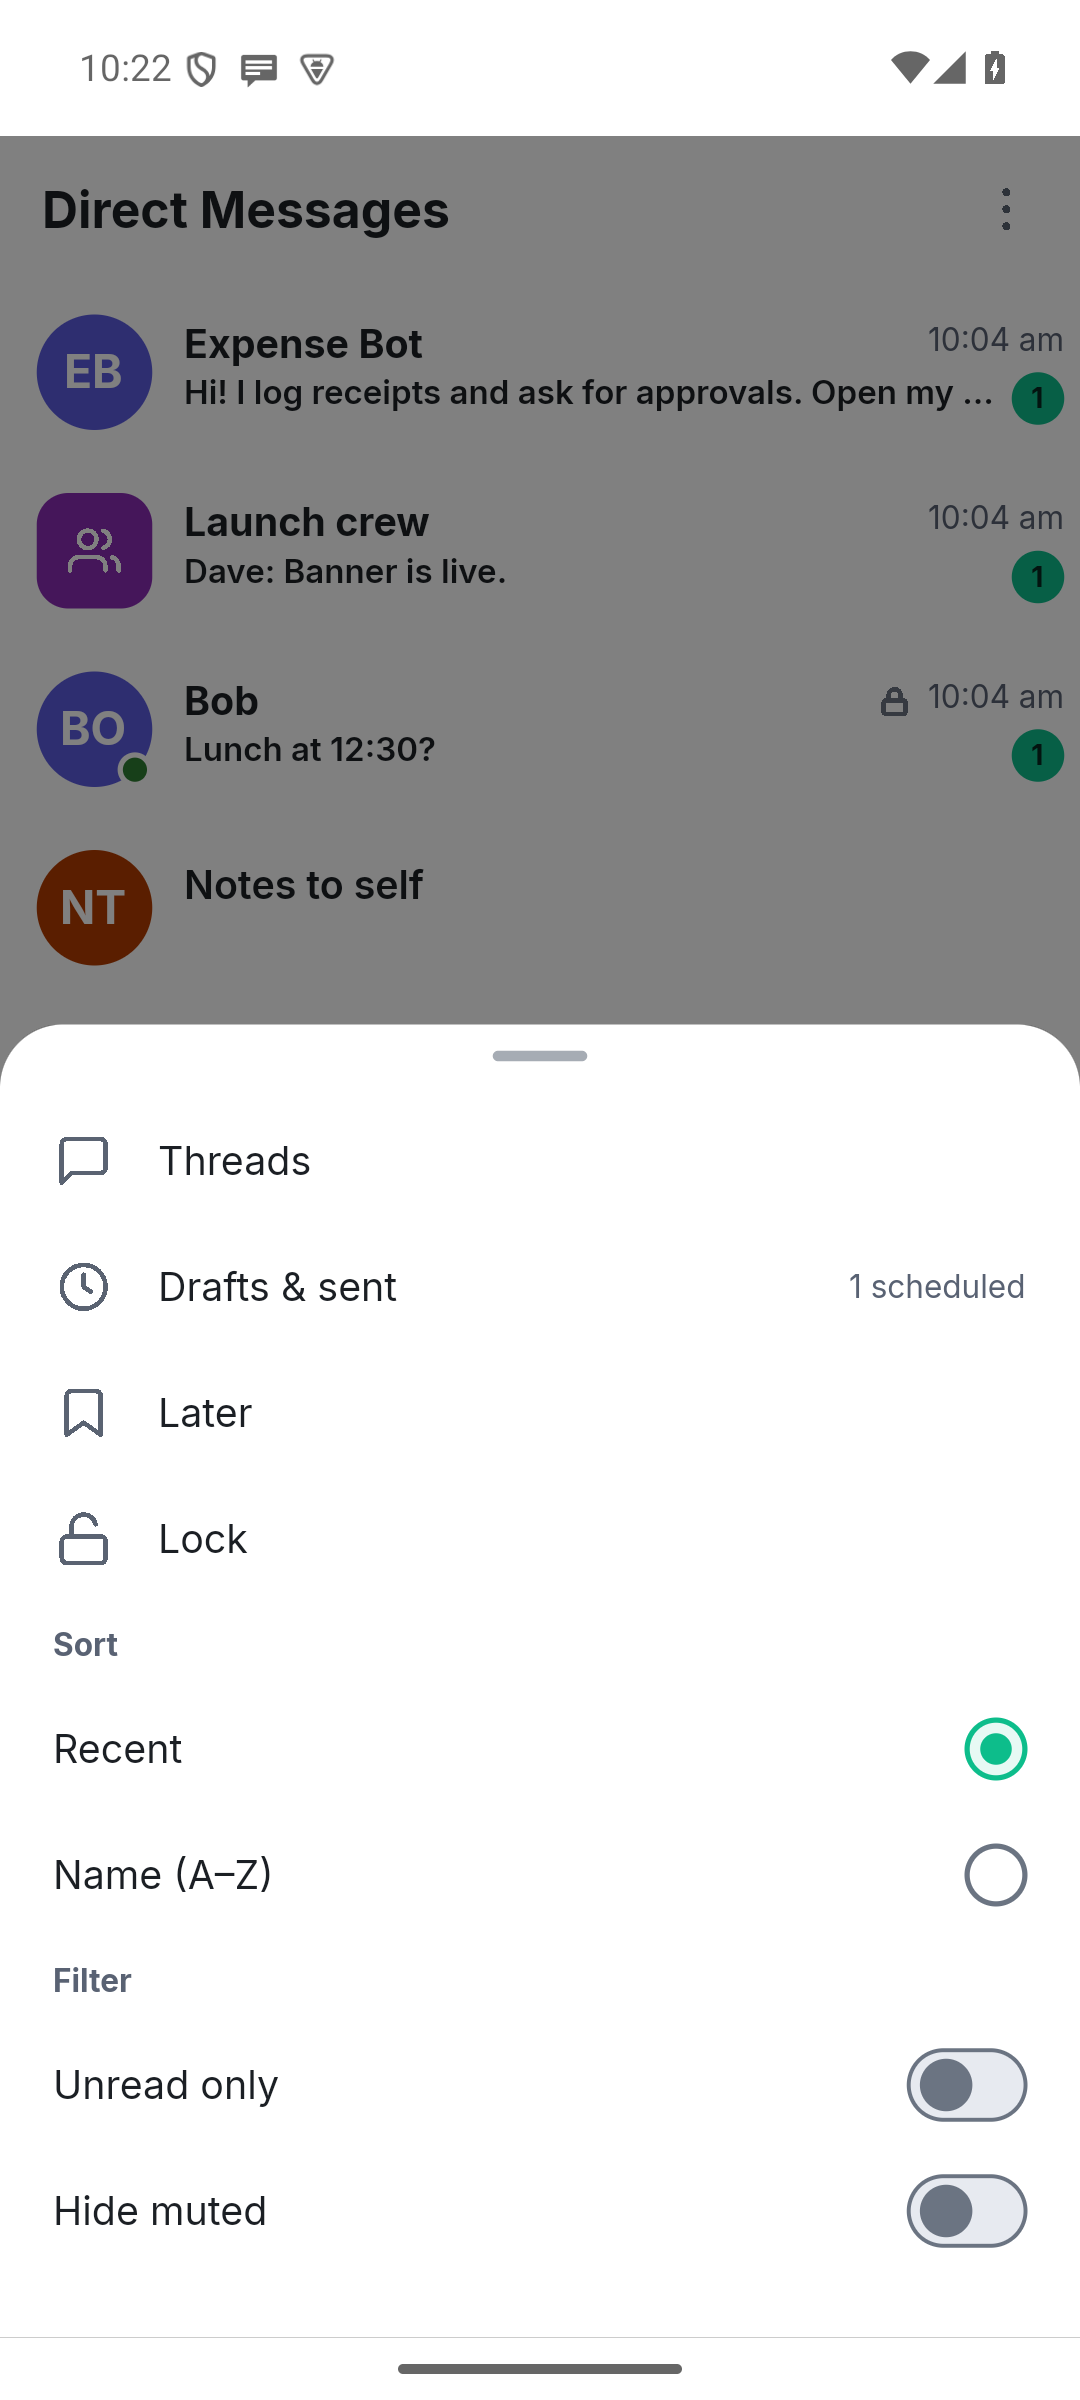 10:22
Direct Messages
EB
Expense Bot
10:04 am
Hi! I log receipts and ask for approvals. Open my ...
1
Launch crew
10:04 am
Dave: Banner is live.
1
BO
Bob
10:04 am
Lunch at 12:30?
1
NT
Notes to self
Threads
Drafts & sent
1 scheduled
Later
Lock
Sort
Recent
Name (A–Z)
Filter
Unread only
Hide muted